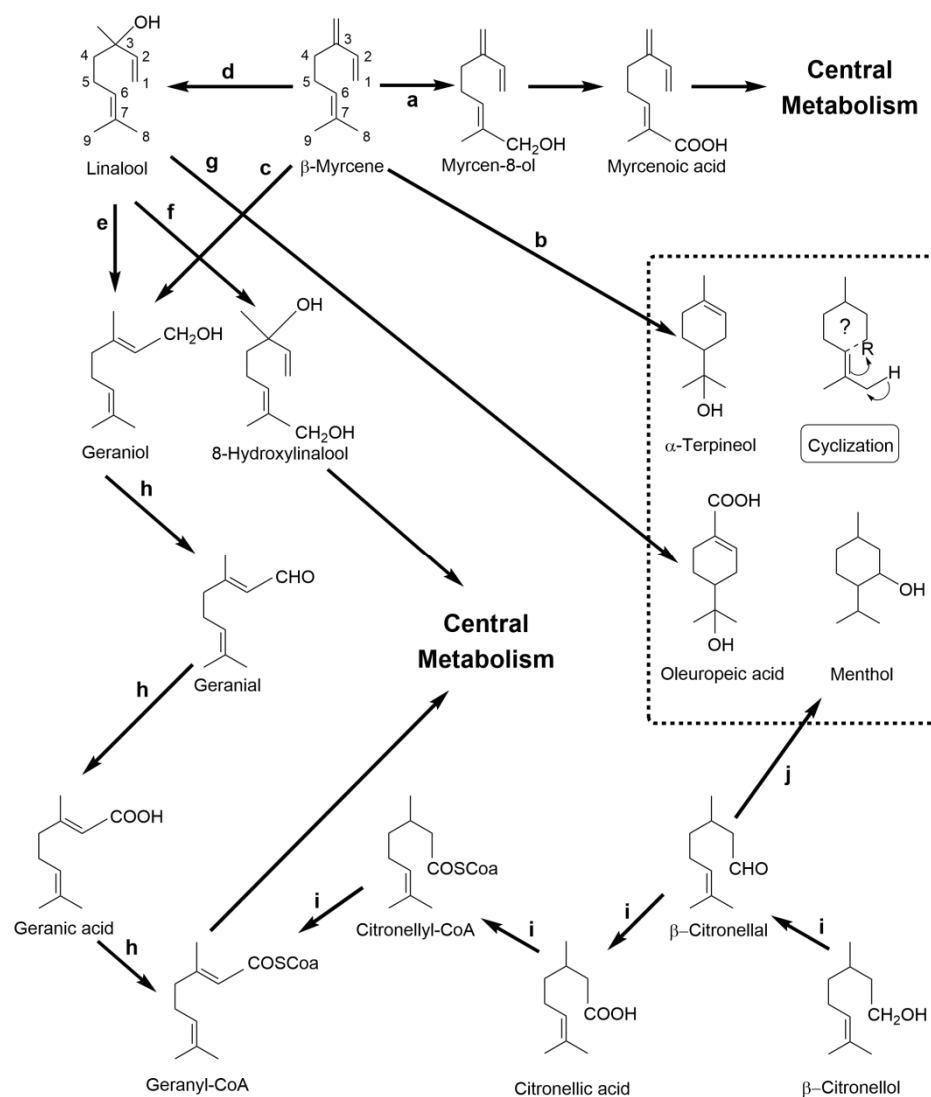 OH
3
4
2
5
1
6
7
9
8
Linalool
d
3
4
2
5
1
6
7
9
8
β-Myrcene
a
CH₂OH
Myrcen-8-ol
COOH
Myrcenoic acid
Central
Metabolism
g
c
b
e
f
CH₂OH
Geraniol
OH
CH₂OH
8-Hydroxylinalool
OH
α-Terpineol
?
R
H
Cyclization
h
CHO
Geranial
COOH
OH
Oleuropeic acid
OH
Menthol
Central
Metabolism
h
j
COOH
Geranic acid
COSCoa
Citronellyl-CoA
CHO
β–Citronellal
h
i
i
i
i
COSCoa
Geranyl-CoA
COOH
Citronellic acid
CH₂OH
β–Citronellol